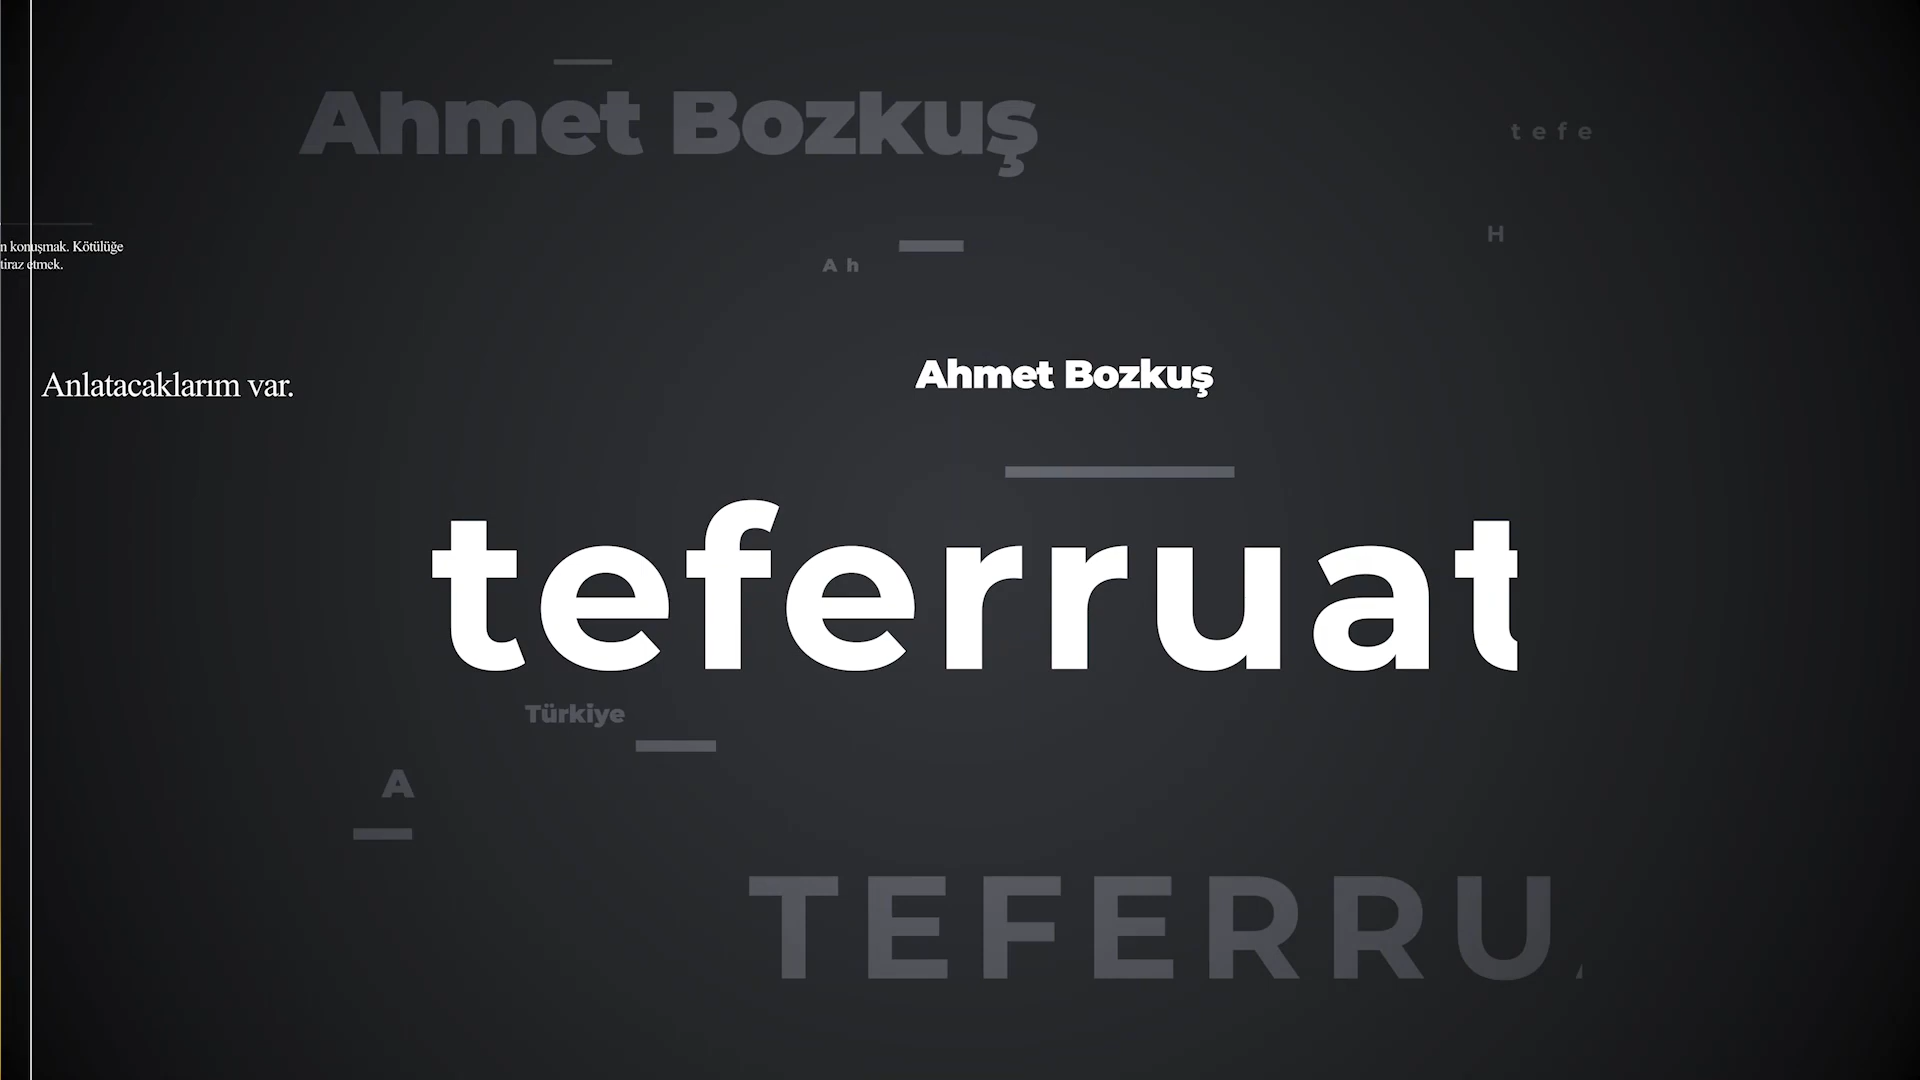 Ahmet Bozkuş
tefe
H
n konuşmak. Kötülüğe
tiraz etmek.
Ah
Anlatacaklarım var.
Ahmet Bozkuş
teferruat
Türkiye
A
TEFERRU